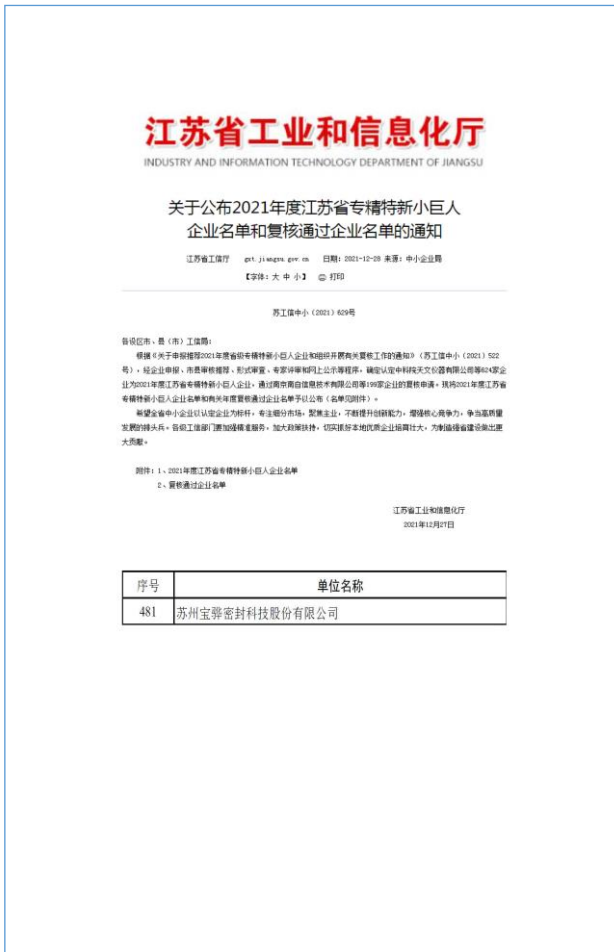 江苏省工业和信息化厅
INDUSTRY AND INFORMATION TECHNOLOGY DEPARTMENT OF JIANGSU
关于公布2021年度江苏省专精特新小巨人
企业名单和复核通过企业名单的通知
江苏省工信厅 gxt.jiangsu.gov.cn 日期：2021-12-28 来源：中小企业局
【字体：大 中 小】 打印
苏工信中小〔2021〕629号
各设区市、县（市）工信局：
根据《关于申报推荐2021年度省级专精特新小巨人企业和组织开展有关复核工作的通知》（苏工信中小〔2021〕522
号），经企业申报、市县审核推荐、形式审查、专家评审和网上公示等程序，确定认定中科院天文仪器有限公司等824家企
业为2021年度江苏省专精特新小巨人企业，通过南京南自信息技术有限公司等199家企业的复核申请。现将2021年度江苏省
专精特新小巨人企业名单和有关年度复核通过企业名单予以公布（名单见附件）。
希望全省中小企业以认定企业为标杆，专注细分市场，聚焦主业，不断提升创新能力，增强核心竞争力，争当高质量
发展的排头兵。各级工信部门要加强精准服务，加大政策扶持，切实抓好本地优质企业培育壮大，为制造强省建设做出更
大贡献。
附件：1、2021年度江苏省专精特新小巨人企业名单
2、复核通过企业名单
江苏省工业和信息化厅
2021年12月27日
序号 单位名称
481 苏州宝骅密封科技股份有限公司